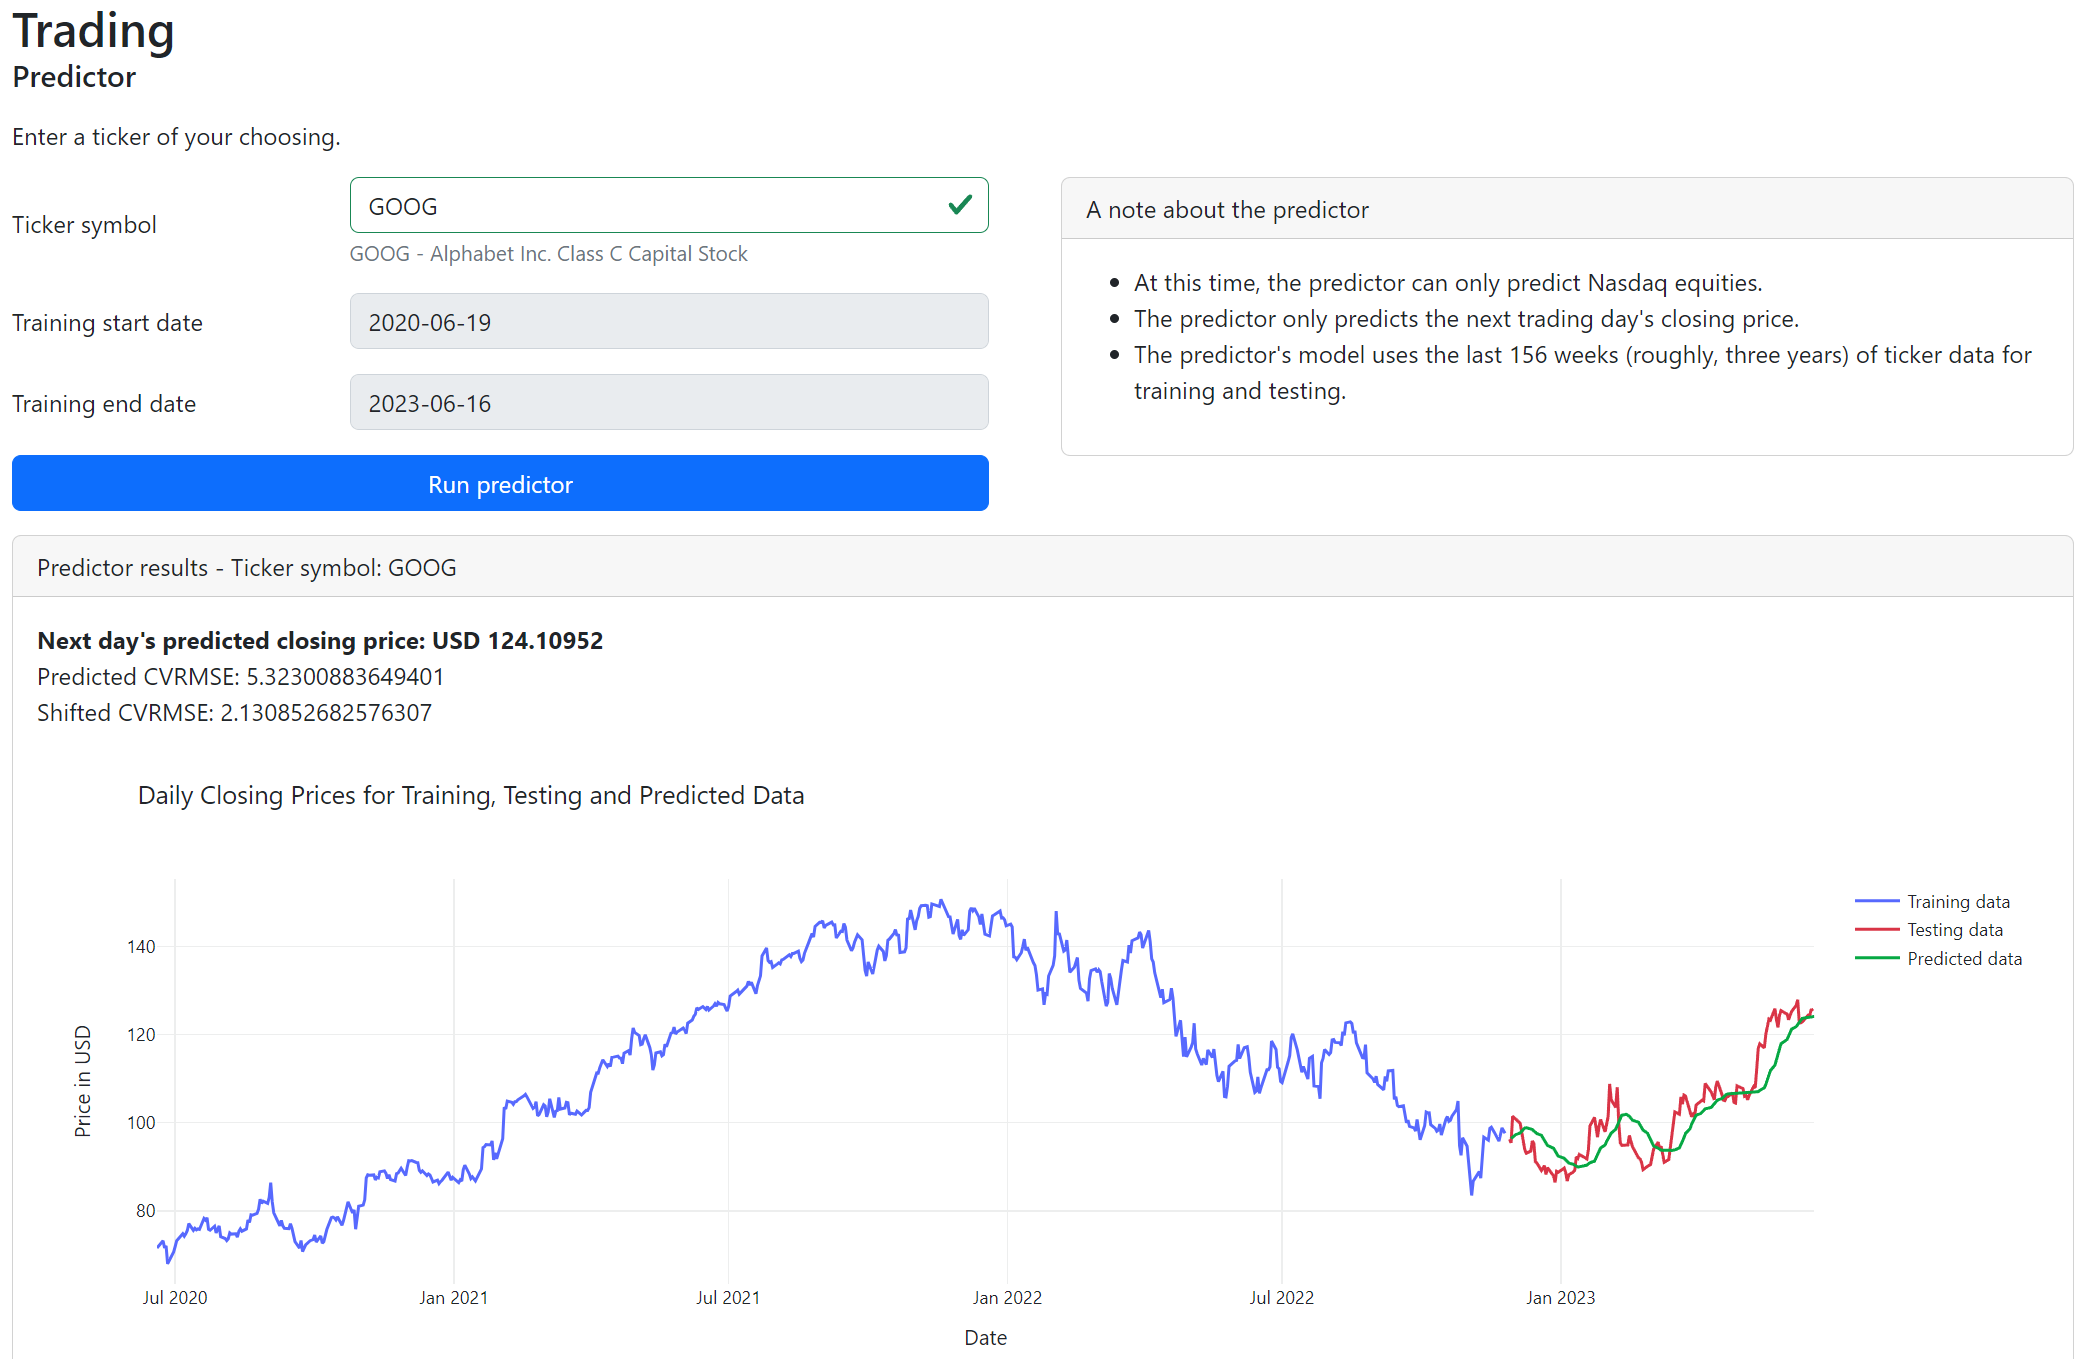 Trading
Predictor
Enter a ticker of your choosing.
Ticker symbol
GOOG
GOOG - Alphabet Inc. Class C Capital Stock
Training start date
2020-06-19
Training end date
2023-06-16
Run predictor
A note about the predictor
At this time, the predictor can only predict Nasdaq equities.
The predictor only predicts the next trading day's closing price.
The predictor's model uses the last 156 weeks (roughly, three years) of ticker data for
training and testing.
Predictor results - Ticker symbol: GOOG
Next day's predicted closing price: USD 124.10952
Predicted CVRMSE: 5.32300883649401
Shifted CVRMSE: 2.130852682576307
Daily Closing Prices for Training, Testing and Predicted Data
Training data
Testing data
Predicted data
Price in USD
140
120
100
80
Jul 2020
Jan 2021
Jul 2021
Jan 2022
Jul 2022
Jan 2023
Date